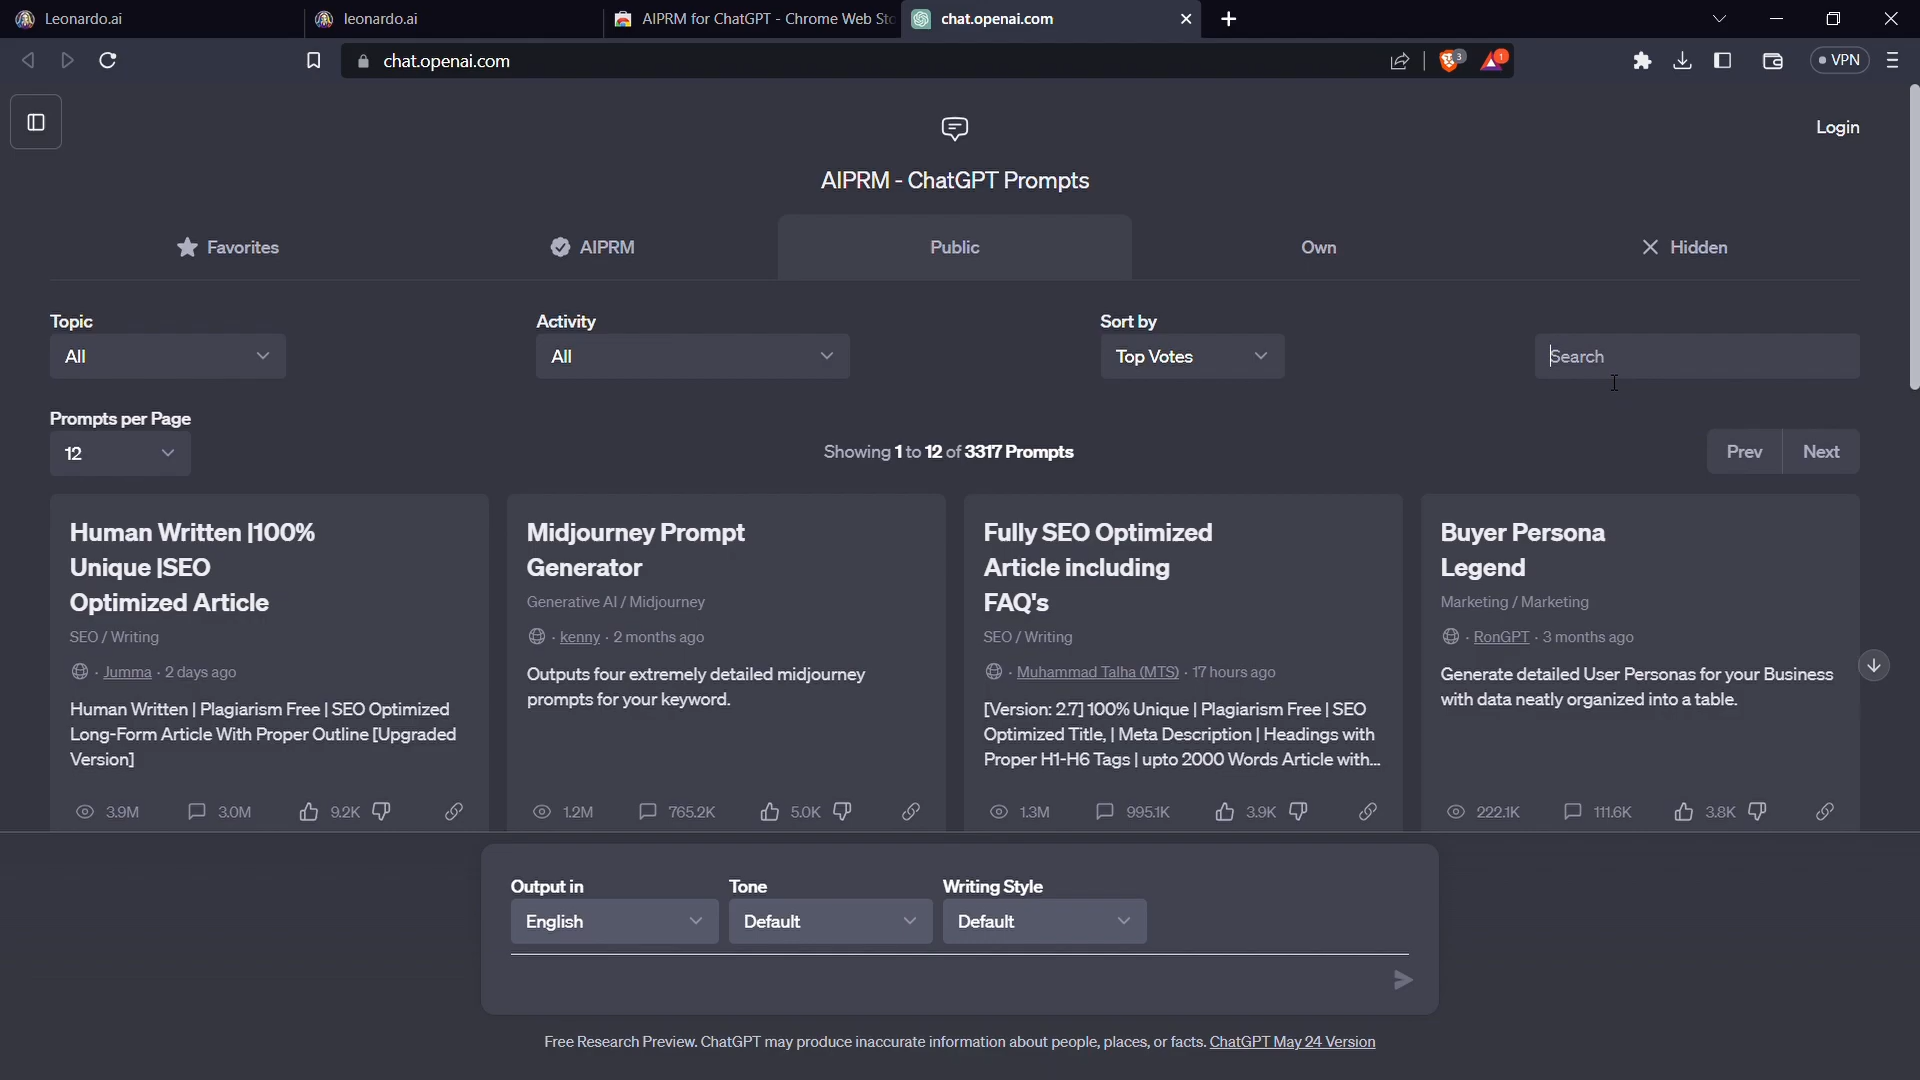 Leonardo.ai
leonardo.ai
AIPRM for ChatGPT - Chrome Web Sto
chat.openai.com
chat.openai.com
3
1
VPN
Login
AIPRM - ChatGPT Prompts
Favorites
AIPRM
Public
Own
Hidden
Topic
Activity
Sort by
All
All
Top Votes
Search
Prompts per Page
12
Showing 1 to 12 of 3317 Prompts
Prev
Next
Human Written |100%
Unique |SEO
Optimized Article
SEO / Writing
· Jumma · 2 days ago
Human Written | Plagiarism Free | SEO Optimized
Long-Form Article With Proper Outline [Upgraded
Version]
3.9M
3.0M
9.2K
Midjourney Prompt
Generator
Generative AI / Midjourney
· kenny · 2 months ago
Outputs four extremely detailed midjourney
prompts for your keyword.
1.2M
765.2K
5.0K
Fully SEO Optimized
Article including
FAQ's
SEO / Writing
· Muhammad Talha (MTS) · 17 hours ago
[Version: 2.7] 100% Unique | Plagiarism Free | SEO
Optimized Title, | Meta Description | Headings with
Proper H1-H6 Tags | upto 2000 Words Article with...
1.3M
995.1K
3.9K
Buyer Persona
Legend
Marketing / Marketing
· RonGPT · 3 months ago
Generate detailed User Personas for your Business
with data neatly organized into a table.
222.1K
111.6K
3.8K
Output in
Tone
Writing Style
English
Default
Default
Free Research Preview. ChatGPT may produce inaccurate information about people, places, or facts. ChatGPT May 24 Version